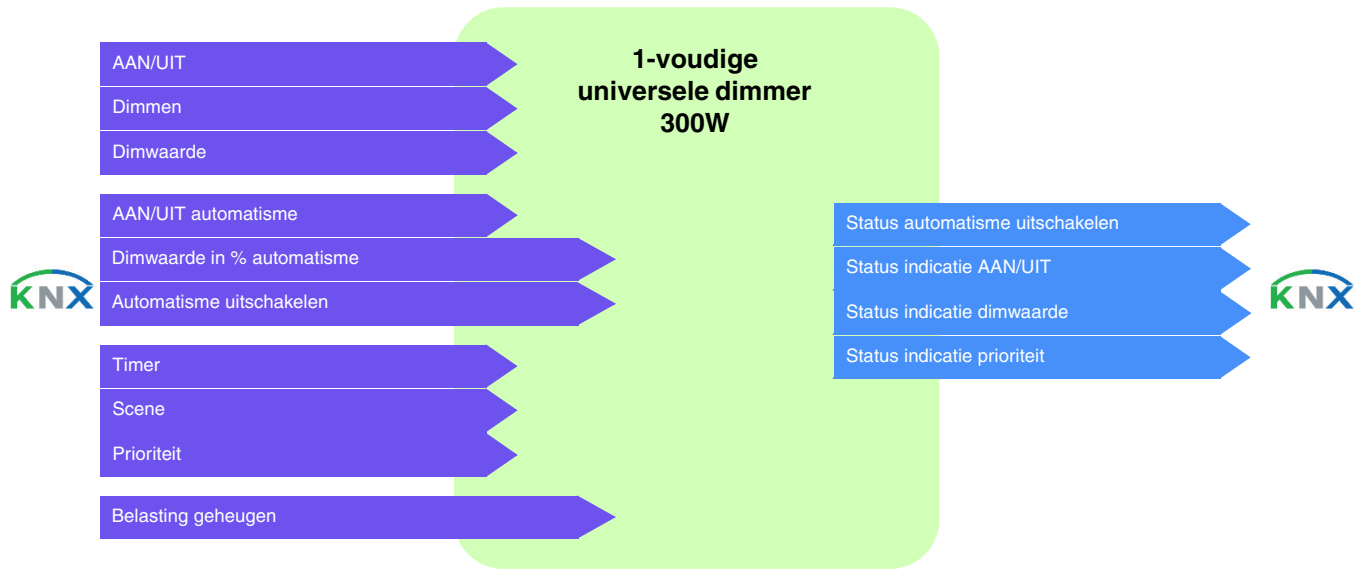 1-voudige
universele dimmer
300W
AAN/UIT
Dimmen
Dimwaarde
AAN/UIT automatisme
Dimwaarde in % automatisme
Automatisme uitschakelen
KNX
Timer
Scene
Prioriteit
Belasting geheugen
Status automatisme uitschakelen
Status indicatie AAN/UIT
Status indicatie dimwaarde
Status indicatie prioriteit
KNX